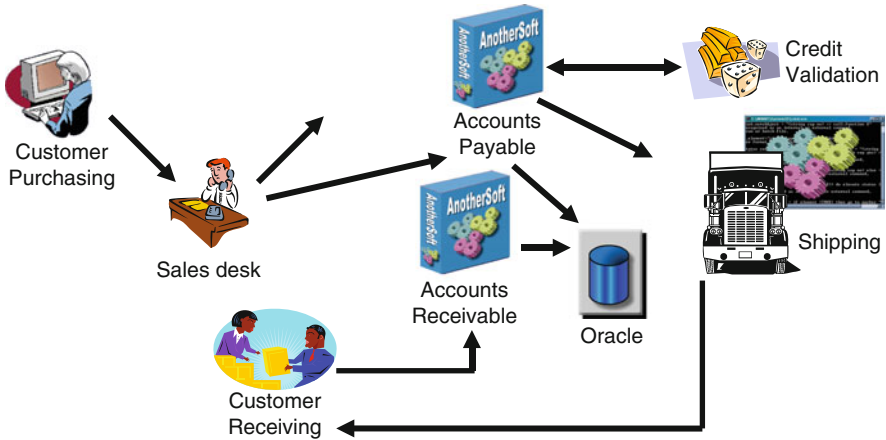 AnotherSoft
Credit
Validation
Accounts
Payable
Customer
Purchasing
AnotherSoft
Shipping
Sales desk
Accounts
Receivable
Oracle
Customer
Receiving